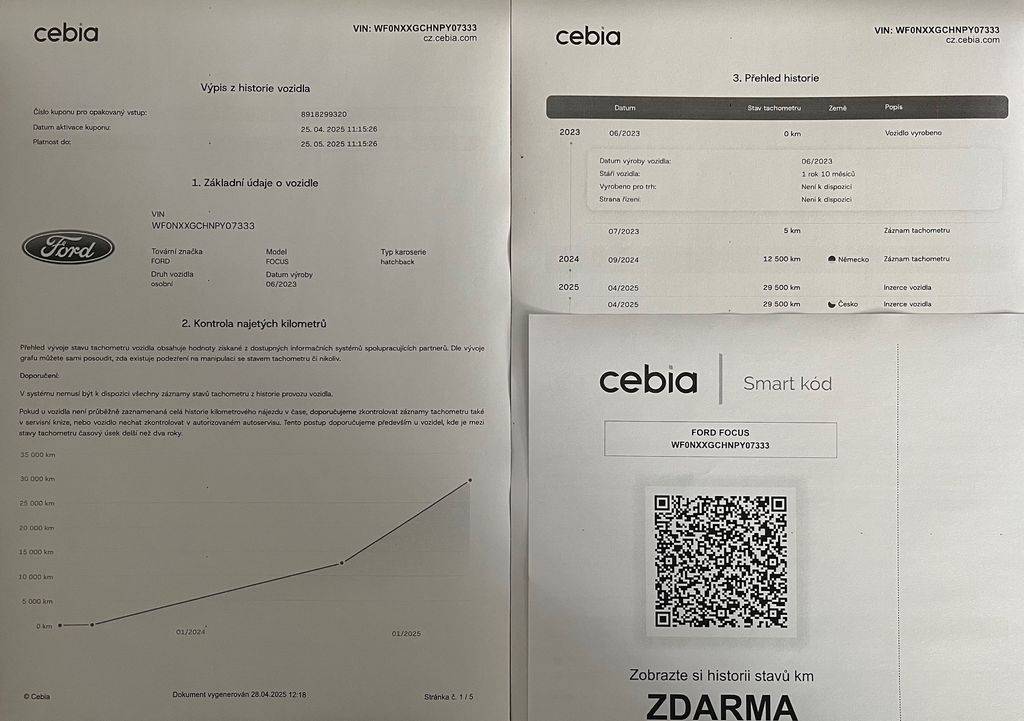 cebia
VIN: WF0NXXGCHNPY07333
cz.cebia.com
Výpis z historie vozidla
Číslo kuponu pro opakovaný vstup: 8918299320
Datum aktivace kuponu: 25. 04. 2025 11:15:26
Platnost do: 25. 05. 2025 11:15:26
1. Základní údaje o vozidle
Ford
VIN
WF0NXXGCHNPY07333
Tovární značka Model Typ karoserie
FORD FOCUS hatchback
Druh vozidla Datum výroby
osobní 06/2023
2. Kontrola najetých kilometrů
Přehled vývoje stavu tachometru vozidla obsahuje hodnoty získané z dostupných informačních systémů spolupracujících partnerů. Dle vývoje
grafu můžete sami posoudit, zda existuje podezření na manipulaci se stavem tachometru či nikoliv.
Doporučení:
V systému nemusí být k dispozici všechny záznamy stavů tachometru z historie provozu vozidla.
Pokud u vozidla není průběžně zaznamenaná celá historie kilometrového nájezdu v čase, doporučujeme zkontrolovat záznamy tachometru také
v servisní knize, nebo vozidlo nechat zkontrolovat v autorizovaném autoservisu. Tento postup doporučujeme především u vozidel, kde je mezi
stavy tachometru časový úsek delší než dva roky.
35 000 km
30 000 km
25 000 km
20 000 km
15 000 km
10 000 km
5 000 km
0 km
01/2024 01/2025
© Cebia Dokument vygenerován 28.04.2025 12:18 Stránka č. 1 / 5
cebia
VIN: WF0NXXGCHNPY07333
cz.cebia.com
3. Přehled historie
Datum Stav tachometru Země Popis
2023 06/2023 0 km Vozidlo vyrobeno
Datum výroby vozidla: 06/2023
Stáří vozidla: 1 rok 10 měsíců
Vyrobeno pro trh: Není k dispozici
Strana řízení: Není k dispozici
07/2023 5 km Záznam tachometru
2024 09/2024 12 500 km Německo Záznam tachometru
2025 04/2025 29 500 km Inzerce vozidla
04/2025 29 500 km Česko Inzerce vozidla
cebia Smart kód
FORD FOCUS
WF0NXXGCHNPY07333
Zobrazte si historii stavů km
ZDARMA